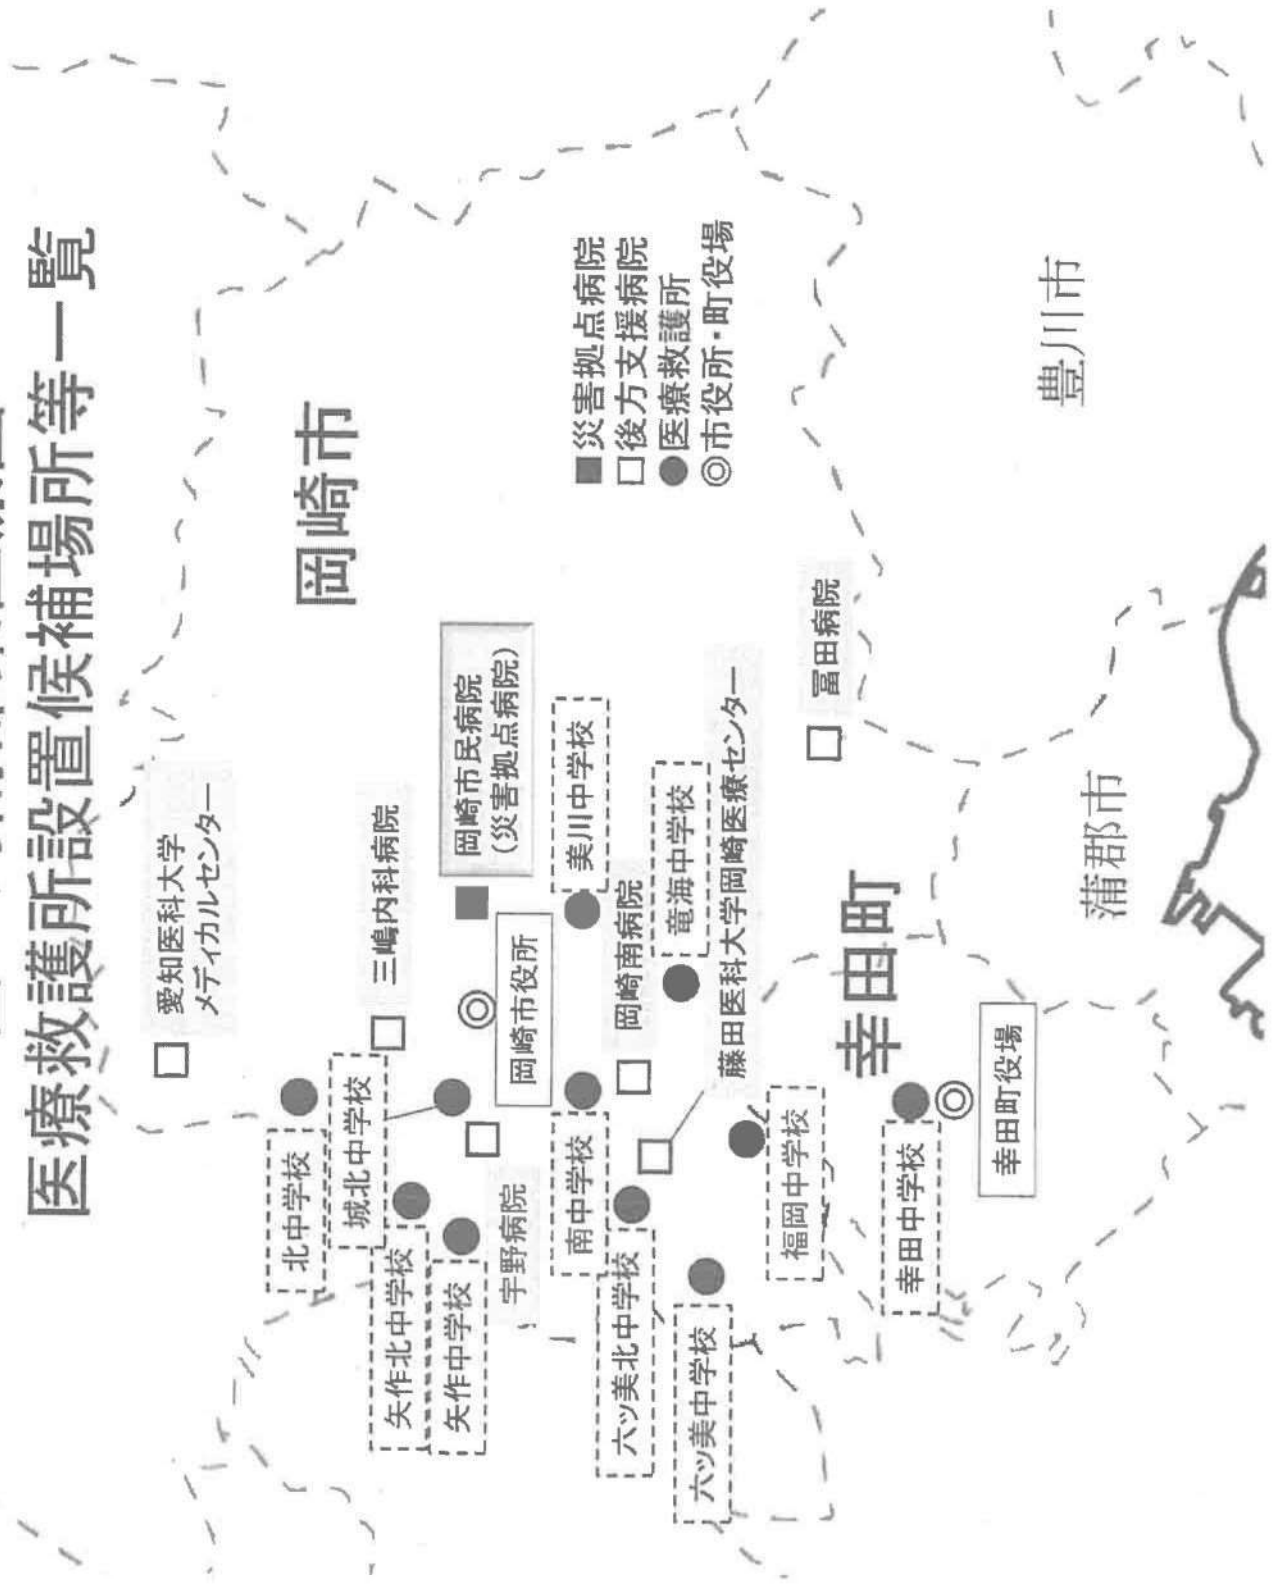 医療救護所設置候補場所等一覧
岡崎市
愛知医科大学
メディカルセンター
三嶋内科病院
岡崎市民病院
（災害拠点病院）
岡崎市役所
北中学校
城北中学校
矢作北中学校
矢作中学校
宇野病院
美川中学校
南中学校
岡崎南病院
竜海中学校
六ツ美北中学校
六ツ美中学校
藤田医科大学岡崎医療センター
福岡中学校
冨田病院
幸田町
幸田中学校
幸田町役場
■災害拠点病院
□後方支援病院
●医療救護所
◎市役所・町役場
豊川市
蒲郡市